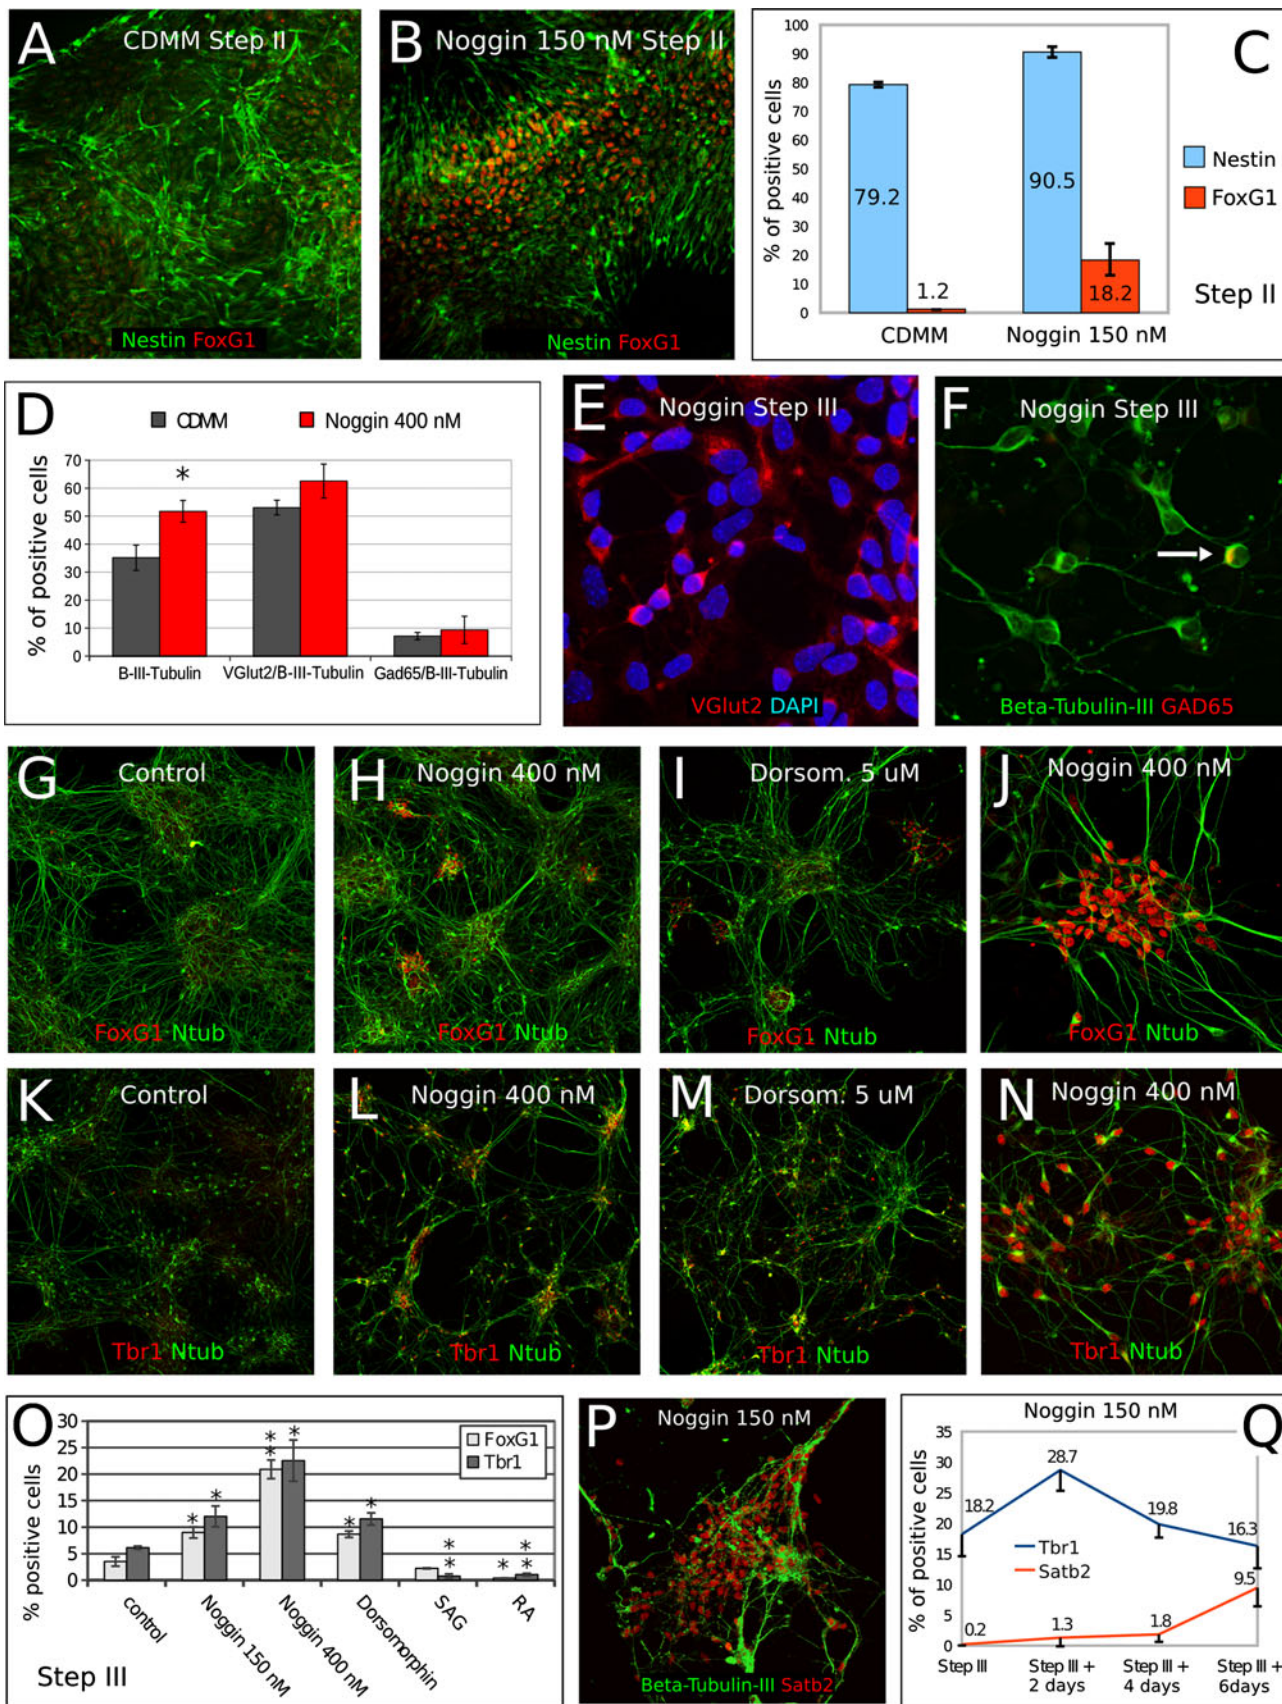 A
CDMM Step II
Nestin FoxG1
B
Noggin 150 nM Step II
Nestin FoxG1
C
% of positive cells
100
90
80
70
60
50
40
30
20
10
0
79.2
1.2
90.5
18.2
CDMM
Noggin 150 nM
Nestin
FoxG1
Step II
D
CDMM
Noggin 400 nM
% of positive cells
70
60
50
40
30
20
10
0
*
B-III-Tubulin
VGlut2/B-III-Tubulin
Gad65/B-III-Tubulin
E
Noggin Step III
VGlut2 DAPI
F
Noggin Step III
Beta-Tubulin-III GAD65
G
Control
FoxG1 Ntub
H
Noggin 400 nM
FoxG1 Ntub
I
Dorsom. 5 uM
FoxG1 Ntub
J
Noggin 400 nM
FoxG1 Ntub
K
Control
Tbr1 Ntub
L
Noggin 400 nM
Tbr1 Ntub
M
Dorsom. 5 uM
Tbr1 Ntub
N
Noggin 400 nM
Tbr1 Ntub
O
% positive cells
30
25
20
15
10
5
0
* * * * * * * * * * * *
FoxG1
Tbr1
control
Noggin 150 nM
Noggin 400 nM
Dorsomorphin
SAG
RA
Step III
P
Noggin 150 nM
Beta-Tubulin-III Satb2
Q
Noggin 150 nM
% of positive cells
35
30
25
20
15
10
5
0
18.2
28.7
19.8
16.3
0.2
1.3
1.8
9.5
Tbr1
Satb2
Step III
Step III +
2 days
Step III +
4 days
Step III +
6days